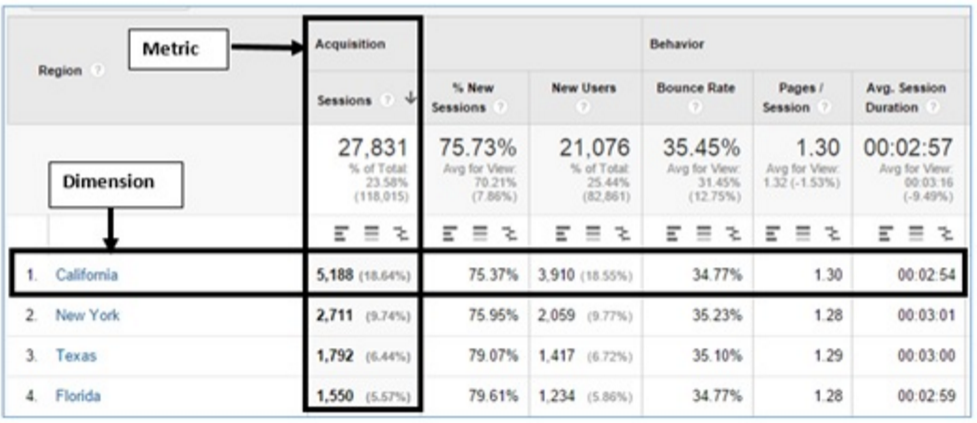 Metric
Acquisition
Behavior
Region ?
Sessions ?
% New
Sessions ?
New Users
?
Bounce Rate
?
Pages /
Session ?
Avg. Session
Duration ?
27,831
% of Total:
23.58%
(118,015)
75.73%
Avg for View:
70.21%
(7.86%)
21,076
% of Total:
25.44%
(82,861)
35.45%
Avg for View:
31.45%
(12.75%)
1.30
Avg for View:
1.32 (-1.53%)
00:02:57
Avg for View:
00:03:16
(-9.49%)
Dimension
1. California 5,188 (18.64%) 75.37% 3,910 (18.55%) 34.77% 1.30 00:02:54
2. New York 2,711 (9.74%) 75.95% 2,059 (9.77%) 35.23% 1.28 00:03:01
3. Texas 1,792 (6.44%) 79.07% 1,417 (6.72%) 35.10% 1.29 00:03:00
4. Florida 1,550 (5.57%) 79.61% 1,234 (5.86%) 34.77% 1.28 00:02:59